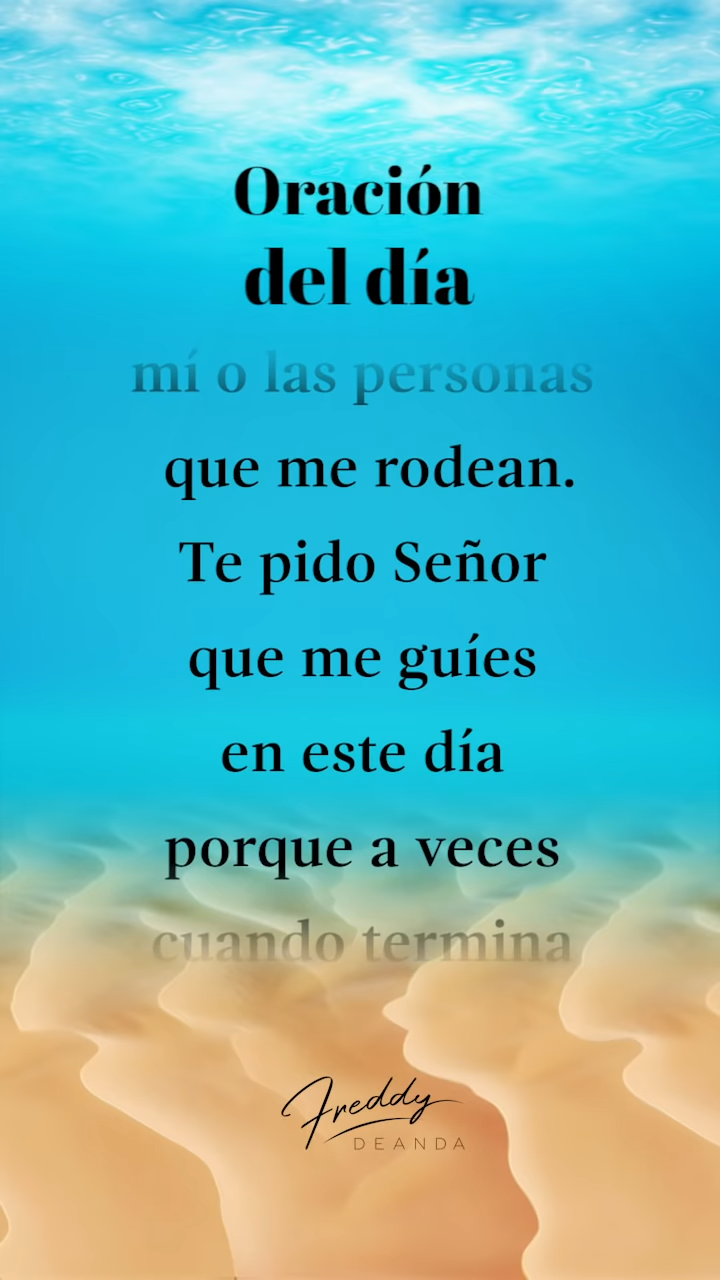 Oración
del día
mí o las personas
que me rodean.
Te pido Señor
que me guíes
en este día
porque a veces
cuando termina
Freddy
DEANDA